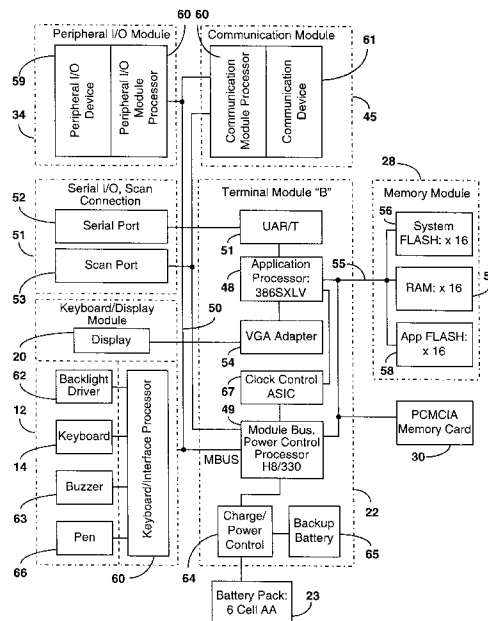 Peripheral I/O Module
60
60
Communication Module
59
Peripheral I/O
Device
Peripheral I/O
Module
Processor
34
Communication
Module Processor
Communication
Device
61
45
Serial I/O, Scan
Connection
52
Serial Port
51
Scan Port
53
Terminal Module "B"
UAR/T
51
Application
Processor:
386SXLV
48
VGA Adapter
54
Clock Control
ASIC
67
49
Module Bus,
Power Control
Processor
H8/330
MBUS
50
55
28
Memory Module
56
System
FLASH: x 16
RAM: x 16
5
App FLASH:
x 16
58
PCMCIA
Memory Card
30
Keyboard/Display
Module
Display
20
62
Backlight
Driver
12
Keyboard
14
Buzzer
63
Pen
66
Keyboard/Interface Processor
60
22
Charge/
Power
Control
64
Backup
Battery
65
Battery Pack:
6 Cell AA
23